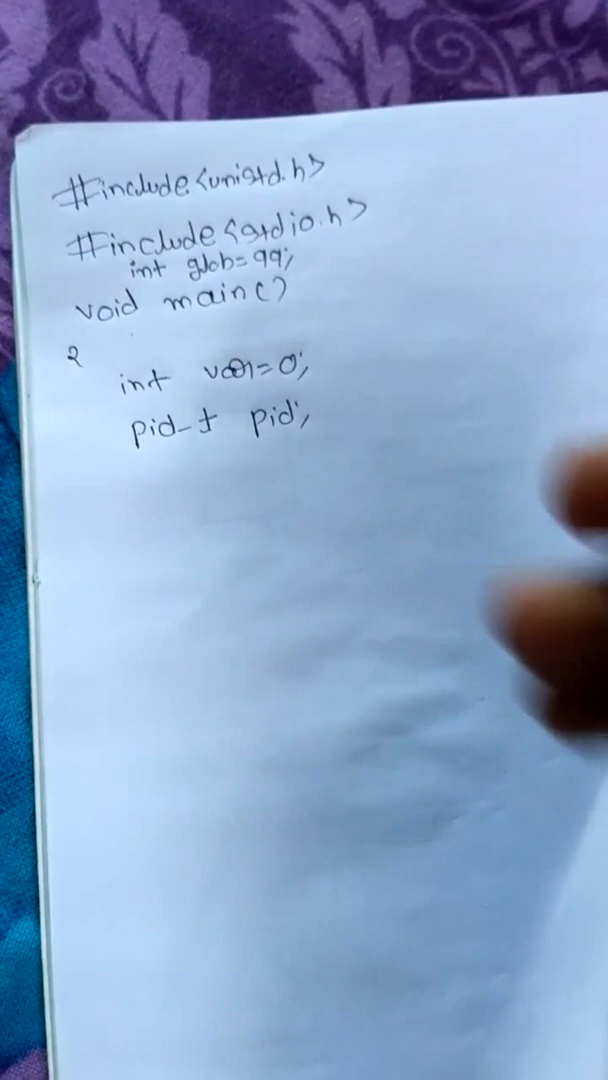 #include<unistd.h>
#include<stdio.h>
int glob=99;
void main()
{
int var=0;
pid_t pid;